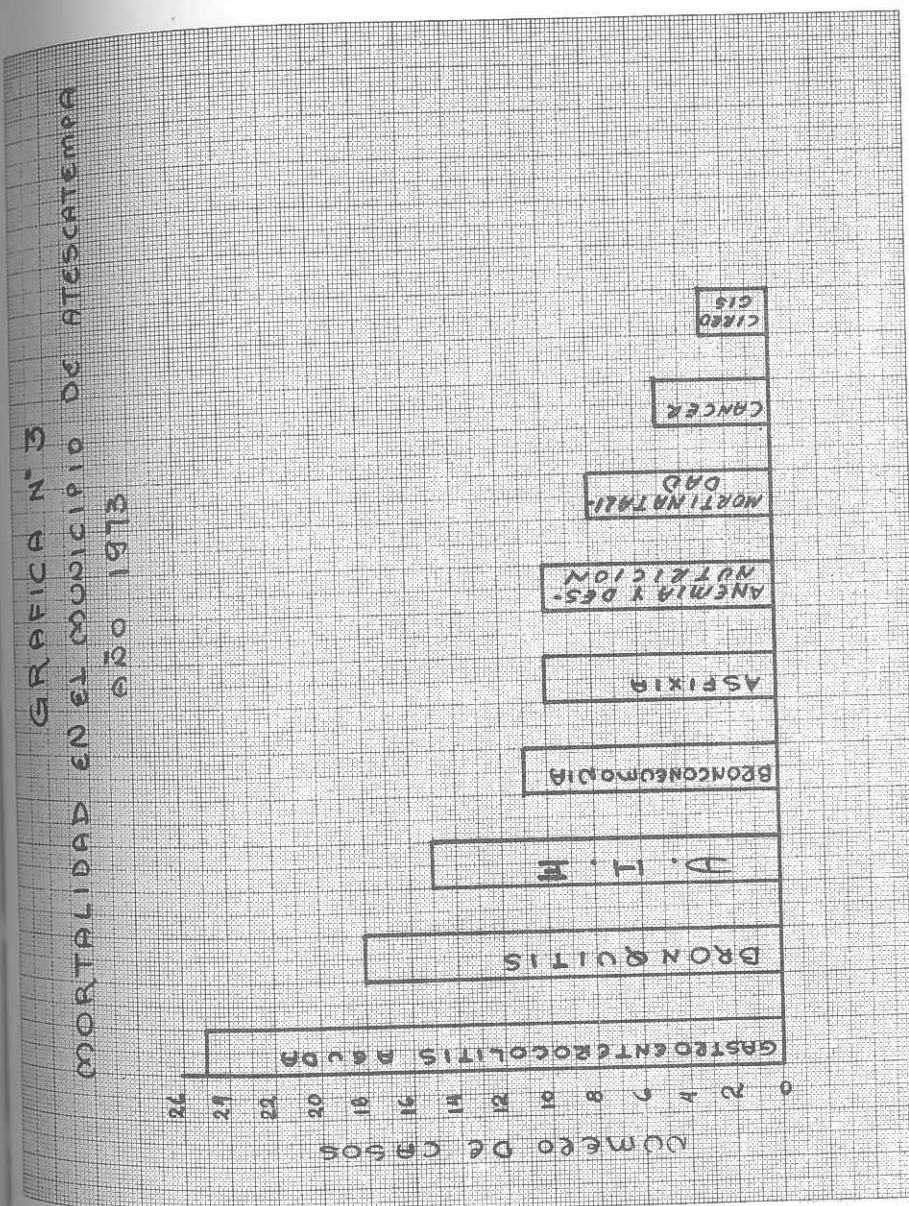 GRAFICA N° 3
MORTALIDAD EN EL MUNICIPIO DE ATESCATEMPA
AÑO 1973
NUMERO DE CASOS
26
24
22
20
18
16
14
12
10
8
6
4
2
0
GASTROENTEROCOLITIS AGUDA
BRONQUITIS
D. H. E
BRONCONEUMONIA
ASFIXIA
ANEMIA Y DES-
NUTRICION
MORTINATALI-
DAD
CANCER
CIRRO
CIS